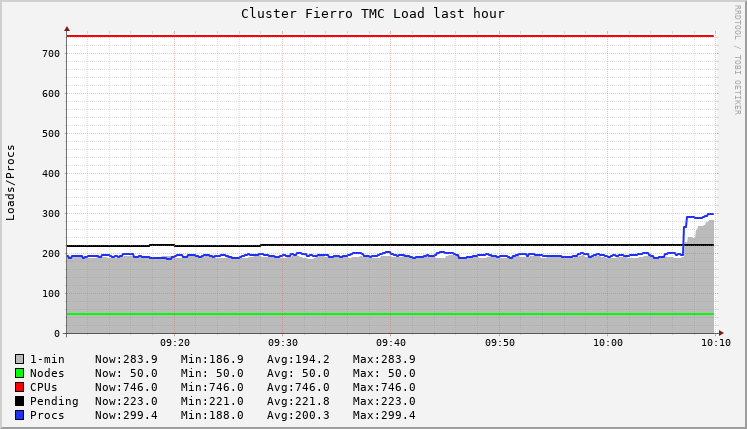 Cluster Fierro TMC Load last hour
RRDTOOL / TOBI OETIKER
Loads/Procs
700
600
500
400
300
200
100
0
09:20 09:30 09:40 09:50 10:00 10:10
1-min Now:283.9 Min:186.9 Avg:194.2 Max:283.9
Nodes Now: 50.0 Min: 50.0 Avg: 50.0 Max: 50.0
CPUs Now:746.0 Min:746.0 Avg:746.0 Max:746.0
Pending Now:223.0 Min:221.0 Avg:221.8 Max:223.0
Procs Now:299.4 Min:188.0 Avg:200.3 Max:299.4